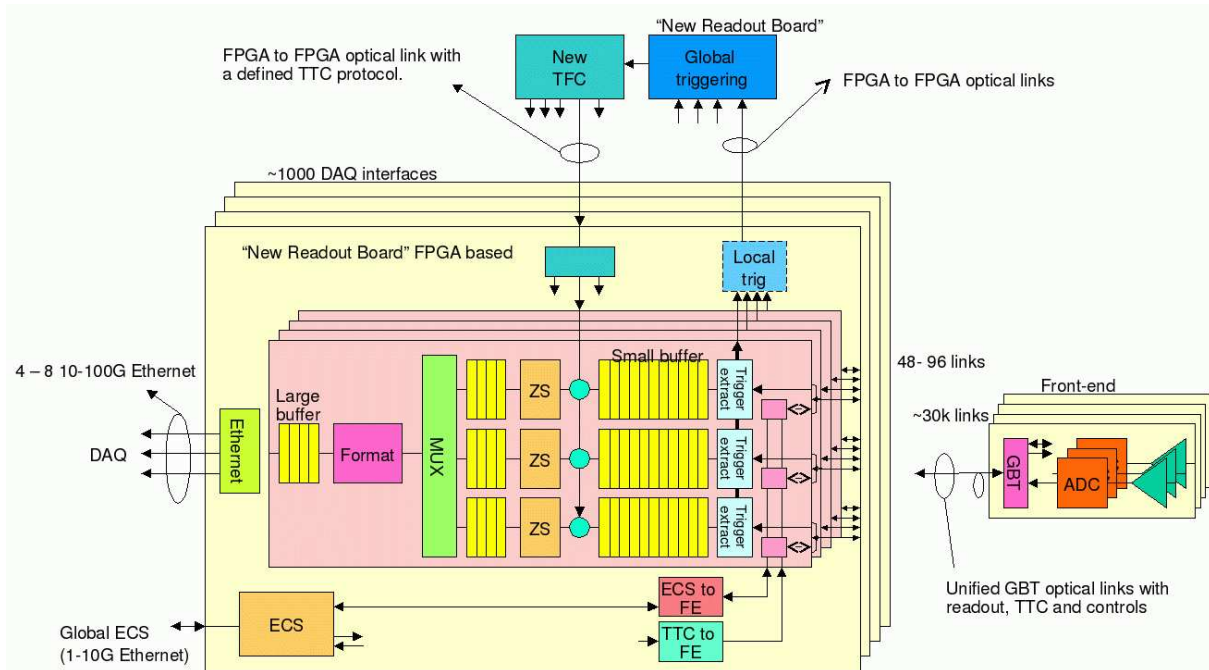 “New Readout Board”
FPGA to FPGA optical link with
a defined TTC protocol.
New
TFC
Global
triggering
FPGA to FPGA optical links
~1000 DAQ interfaces
“New Readout Board” FPGA based
Local
trig
4 – 8 10-100G Ethernet
DAQ
Ethernet
Large
buffer
Format
MUX
ZS
ZS
ZS
Small buffer
Trigger
extract
Trigger
extract
Trigger
extract
48- 96 links
Front-end
~30k links
GBT
ADC
Unified GBT optical links with
readout, TTC and controls
ECS to
FE
TTC to
FE
ECS
Global ECS
(1-10G Ethernet)